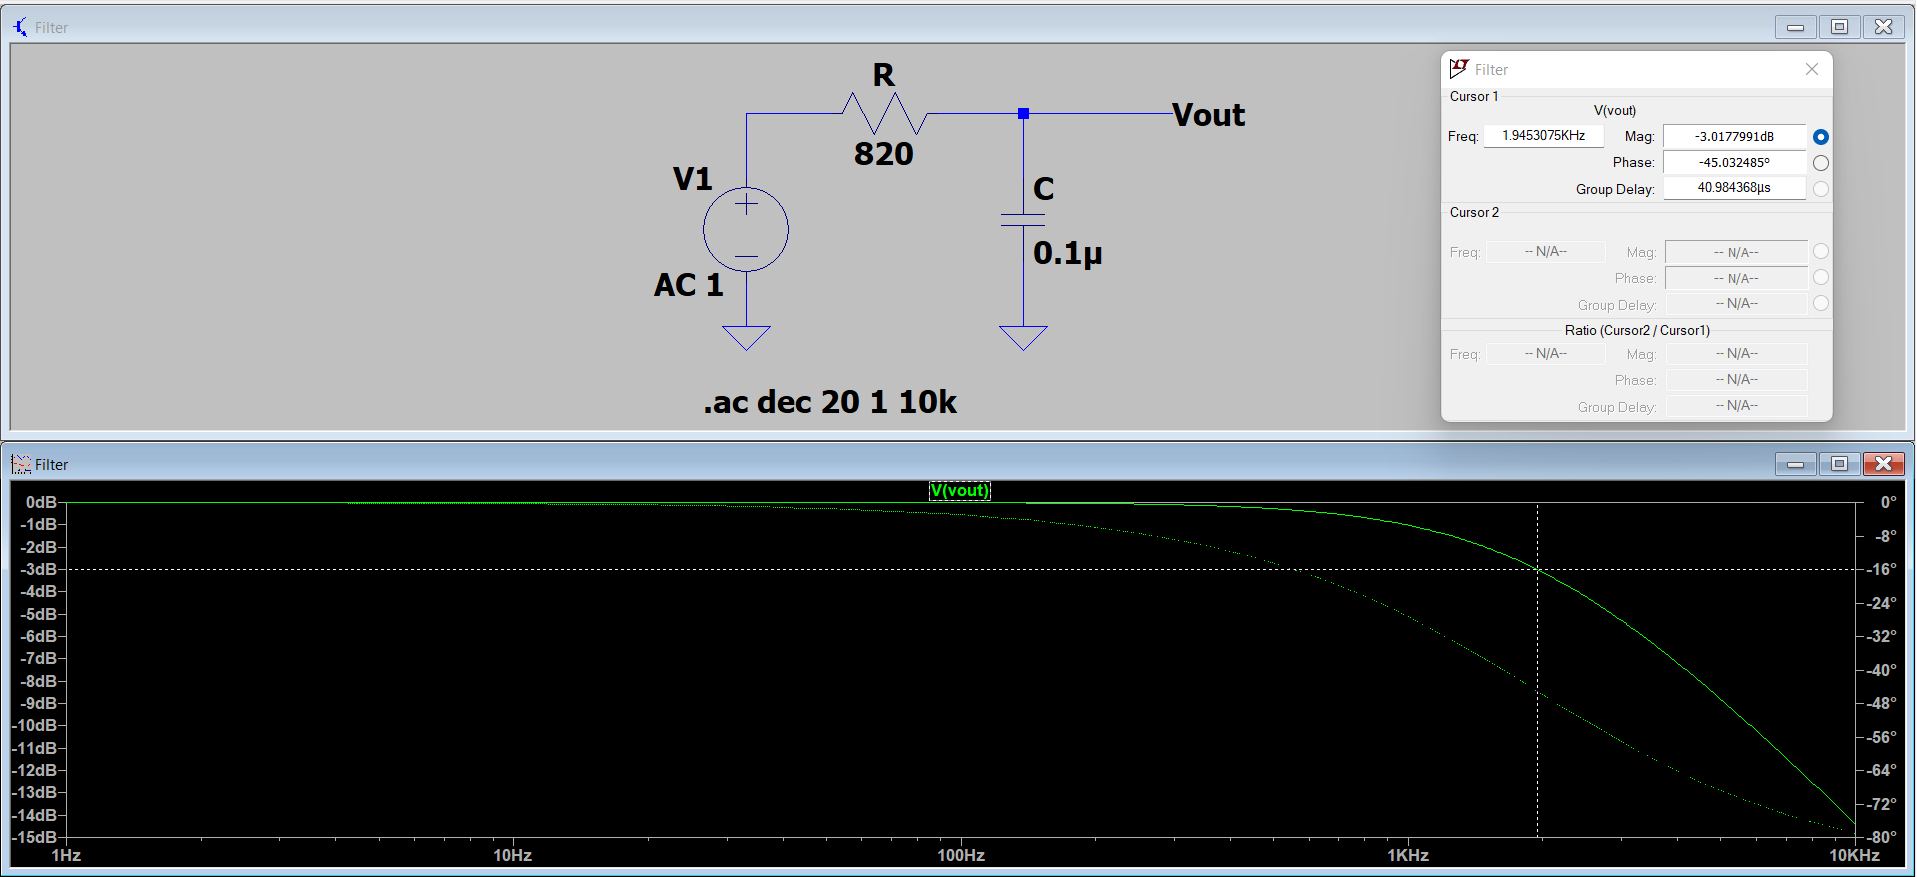 Filter
R
820
Vout
V1
AC 1
C
0.1µ
.ac dec 20 1 10k
Filter
Cursor 1
V(vout)
Freq: 1.9453075KHz Mag: -3.0177991dB
Phase: -45.032485º
Group Delay: 40.984368µs
Cursor 2
Freq: -- N/A-- Mag: -- N/A--
Phase: -- N/A--
Group Delay: -- N/A--
Ratio (Cursor2 / Cursor1)
Freq: -- N/A-- Mag: -- N/A--
Phase: -- N/A--
Group Delay: -- N/A--
Filter
V(vout)
0dB
-1dB
-2dB
-3dB
-4dB
-5dB
-6dB
-7dB
-8dB
-9dB
-10dB
-11dB
-12dB
-13dB
-14dB
-15dB
0°
-8°
-16°
-24°
-32°
-40°
-48°
-56°
-64°
-72°
-80°
1Hz 10Hz 100Hz 1KHz 10KHz